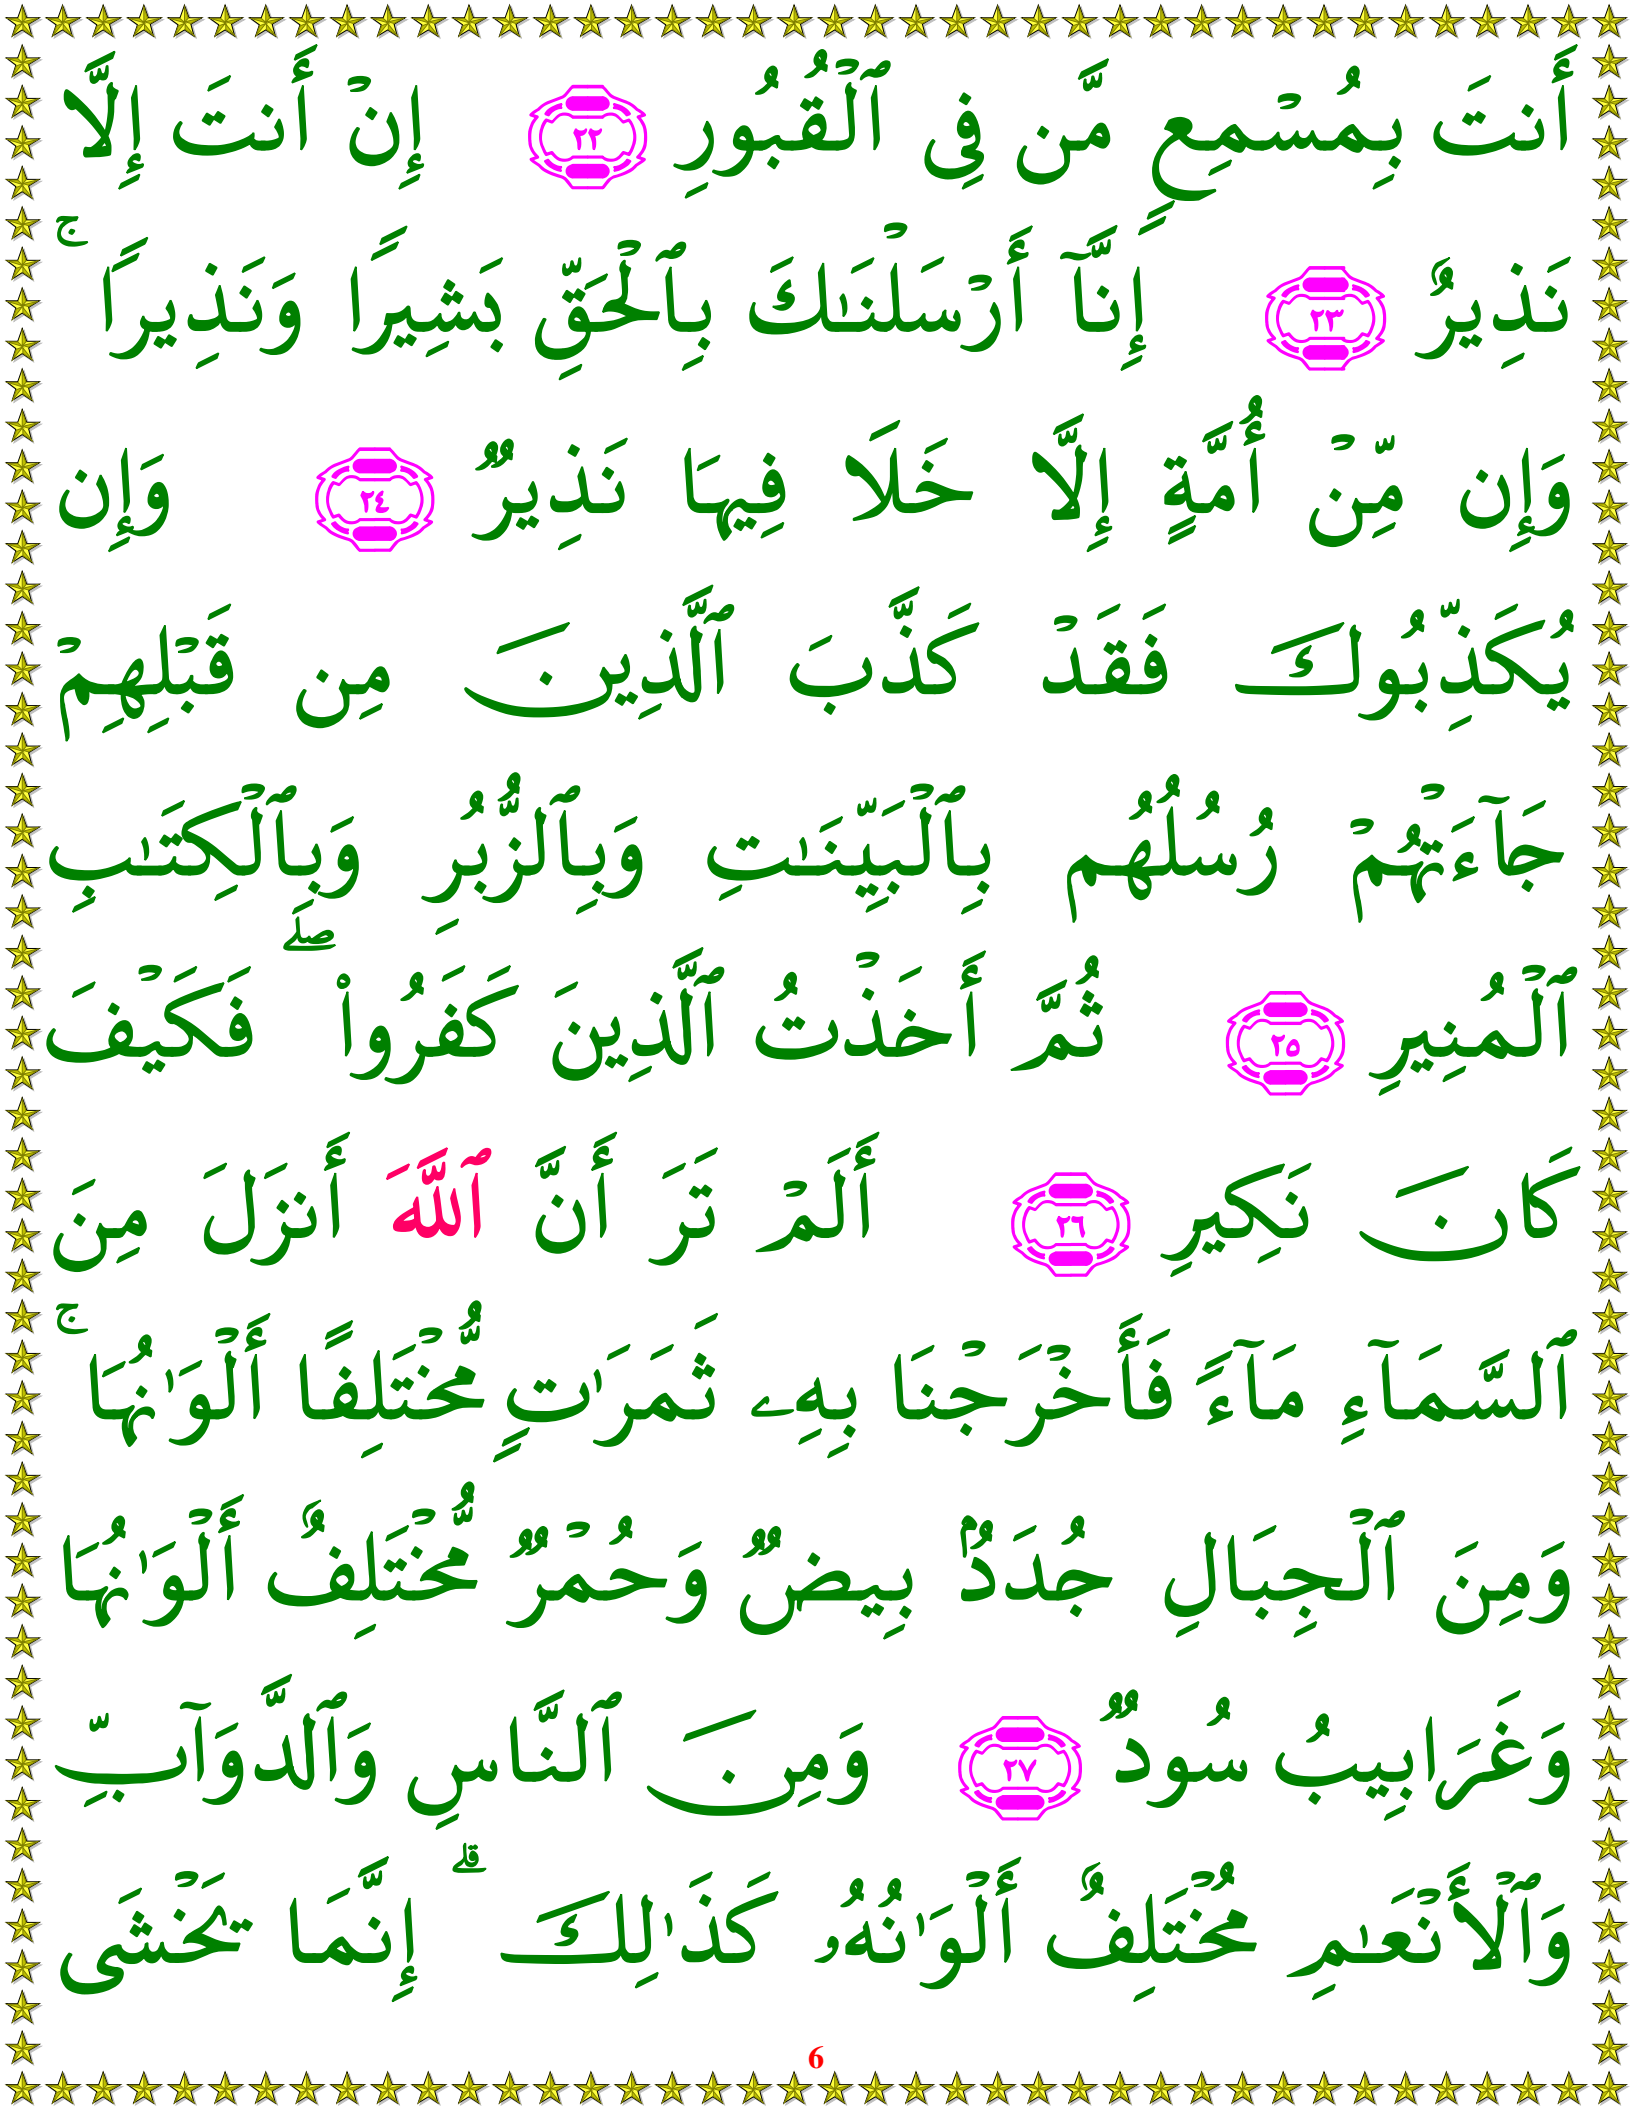 أَنتَ بِمُسْمِعٍ مَّن فِى ٱلْقُبُورِ ٢٢ إِنْ أَنتَ إِلَّا
نَذِيرٌ ٢٣ إِنَّآ أَرْسَلْنَـٰكَ بِٱلْحَقِّ بَشِيرًا وَنَذِيرًا ۚ
وَإِن مِّنْ أُمَّةٍ إِلَّا خَلَا فِيهَا نَذِيرٌ ٢٤ وَإِن
يُكَذِّبُوكَ فَقَدْ كَذَّبَ ٱلَّذِينَ مِن قَبْلِهِمْ
جَآءَتْهُمْ رُسُلُهُم بِٱلْبَيِّنَـٰتِ وَبِٱلزُّبُرِ وَبِٱلْكِتَـٰبِ
ٱلْمُنِيرِ ٢٥ ثُمَّ أَخَذْتُ ٱلَّذِينَ كَفَرُوا۟ ۖ فَكَيْفَ
كَانَ نَكِيرِ ٢٦ أَلَمْ تَرَ أَنَّ ٱللَّهَ أَنزَلَ مِنَ
ٱلسَّمَآءِ مَآءً فَأَخْرَجْنَا بِهِۦ ثَمَرَٰتٍ مُّخْتَلِفًا أَلْوَٰنُهَا ۚ
وَمِنَ ٱلْجِبَالِ جُدَدٌۢ بِيضٌ وَحُمْرٌ مُّخْتَلِفٌ أَلْوَٰنُهَا
وَغَرَابِيبُ سُودٌ ٢٧ وَمِنَ ٱلنَّاسِ وَٱلدَّوَآبِّ
وَٱلْأَنْعَـٰمِ مُخْتَلِفٌ أَلْوَٰنُهُۥ كَذَٰلِكَ ۗ إِنَّمَا يَخْشَى
6